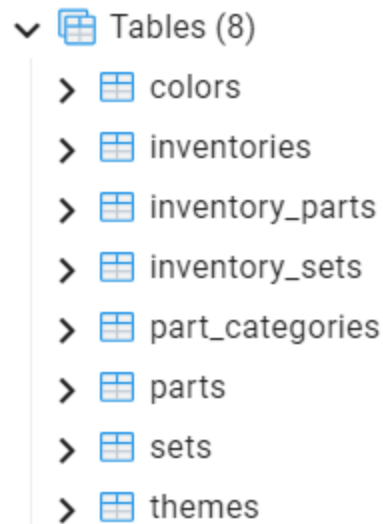 Tables (8)
colors
inventories
inventory_parts
inventory_sets
part_categories
parts
sets
themes